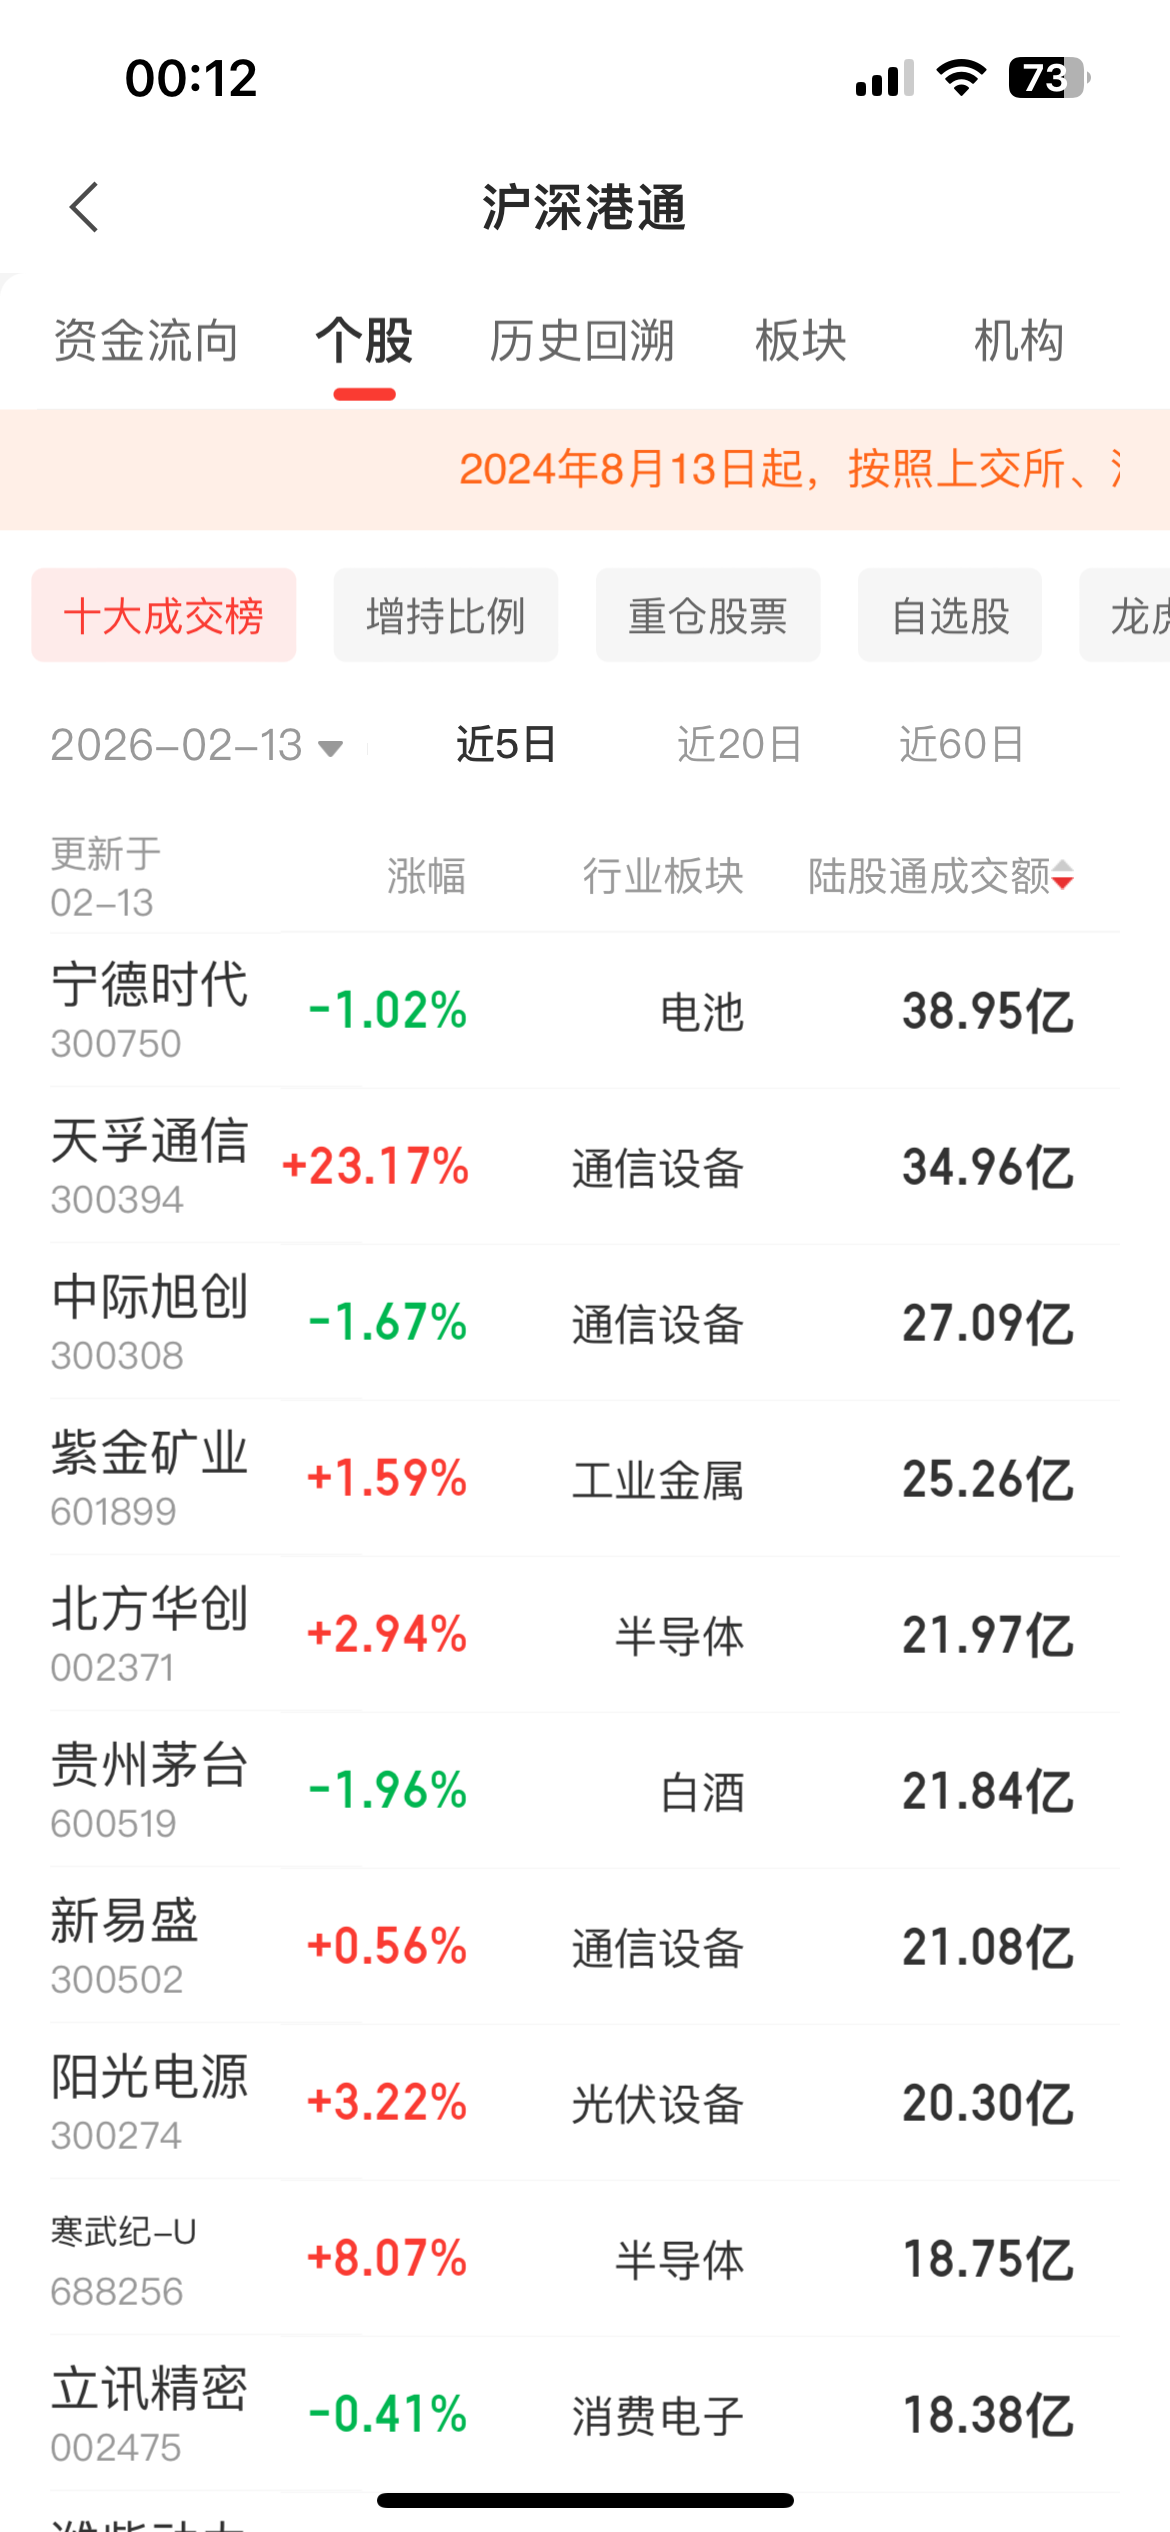 00:12
73
沪深港通
资金流向 个股 历史回溯 板块 机构
2024年8月13日起，按照上交所、
十大成交榜 增持比例 重仓股票 自选股 龙虎
2026-02-13 近5日 近20日 近60日
更新于
02-13
涨幅 行业板块 陆股通成交额
宁德时代 -1.02% 电池 38.95亿
300750
天孚通信 +23.17% 通信设备 34.96亿
300394
中际旭创 -1.67% 通信设备 27.09亿
300308
紫金矿业 +1.59% 工业金属 25.26亿
601899
北方华创 +2.94% 半导体 21.97亿
002371
贵州茅台 -1.96% 白酒 21.84亿
600519
新易盛 +0.56% 通信设备 21.08亿
300502
阳光电源 +3.22% 光伏设备 20.30亿
300274
寒武纪-U +8.07% 半导体 18.75亿
688256
立讯精密 -0.41% 消费电子 18.38亿
002475